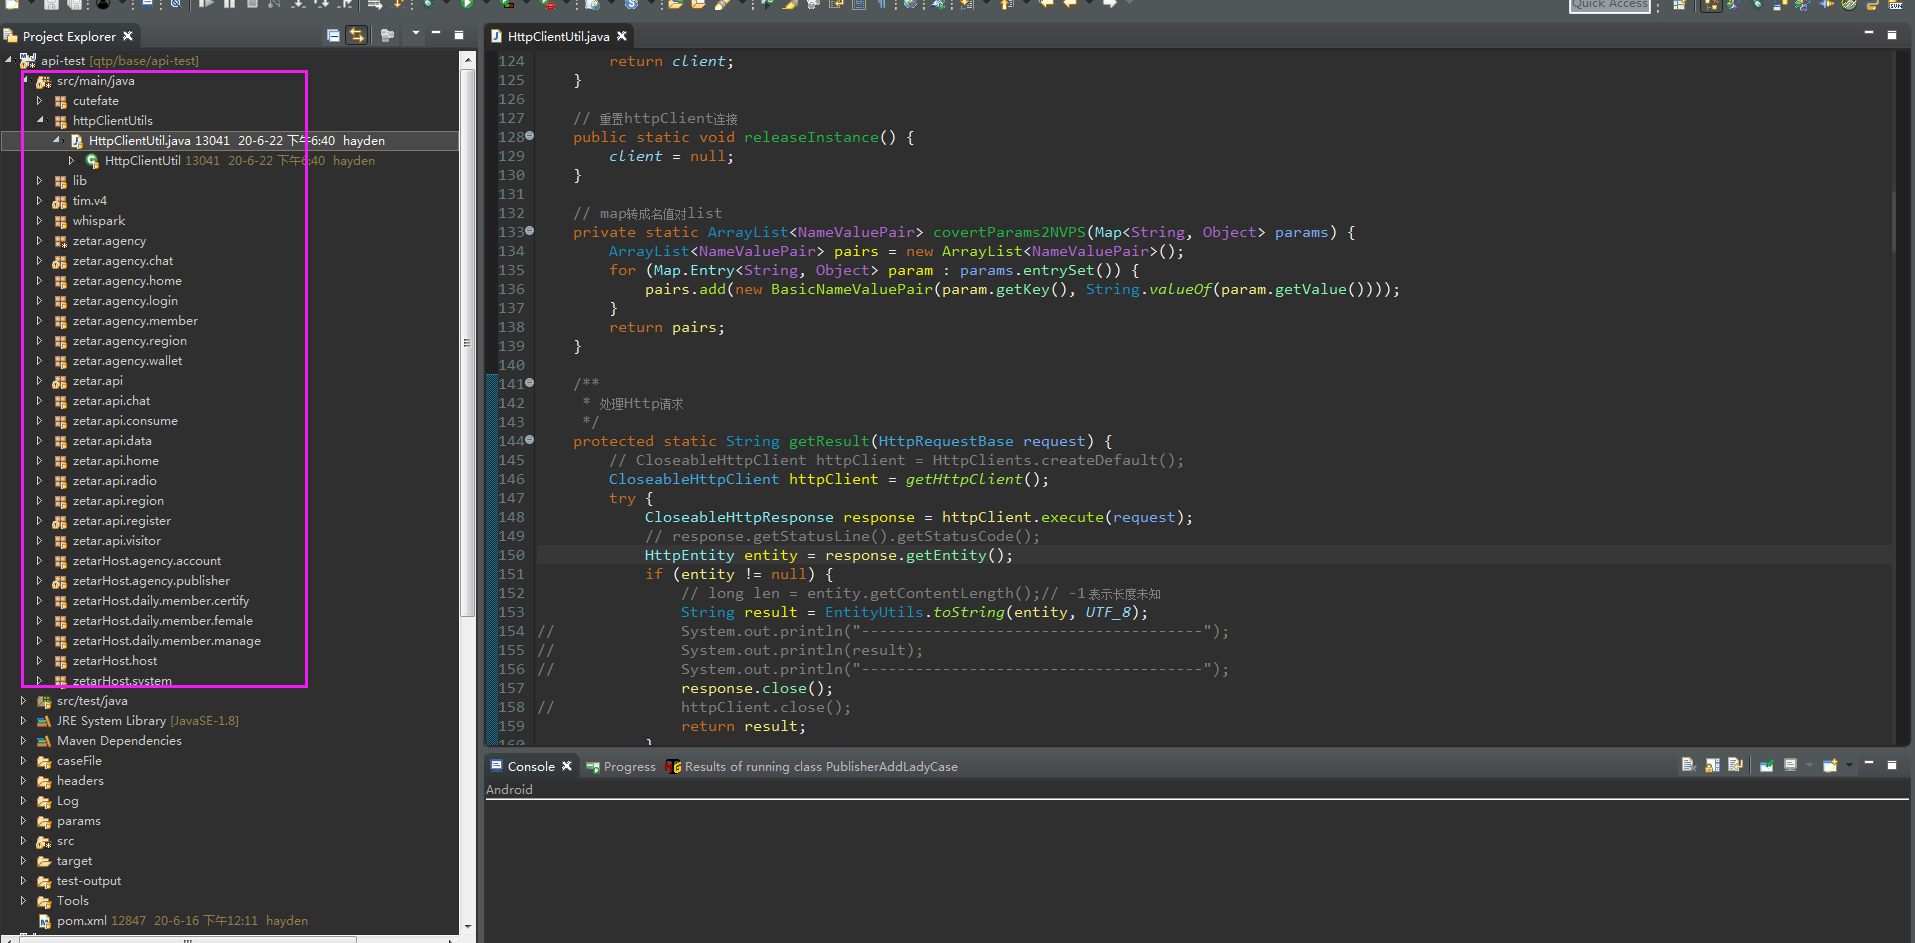 Quick Access
Project Explorer
api-test [qtp/base/api-test]
src/main/java
cutefate
httpClientUtils
HttpClientUtil.java 13041 20-6-22 下午6:40 hayden
HttpClientUtil 13041 20-6-22 下午6:40 hayden
lib
tim.v4
whispark
zetar.agency
zetar.agency.chat
zetar.agency.home
zetar.agency.login
zetar.agency.member
zetar.agency.region
zetar.agency.wallet
zetar.api
zetar.api.chat
zetar.api.consume
zetar.api.data
zetar.api.home
zetar.api.radio
zetar.api.region
zetar.api.register
zetar.api.visitor
zetarHost.agency.account
zetarHost.agency.publisher
zetarHost.daily.member.certify
zetarHost.daily.member.female
zetarHost.daily.member.manage
zetarHost.host
zetarHost.system
src/test/java
JRE System Library [JavaSE-1.8]
Maven Dependencies
caseFile
headers
Log
params
src
target
test-output
Tools
pom.xml 12847 20-6-16 下午12:11 hayden
HttpClientUtil.java
124 return client;
125 }
126
127 // 重置httpClient连接
128 public static void releaseInstance() {
129 client = null;
130 }
131
132 // map转成名值对list
133 private static ArrayList<NameValuePair> covertParams2NVPS(Map<String, Object> params) {
134 ArrayList<NameValuePair> pairs = new ArrayList<NameValuePair>();
135 for (Map.Entry<String, Object> param : params.entrySet()) {
136 pairs.add(new BasicNameValuePair(param.getKey(), String.valueOf(param.getValue())));
137 }
138 return pairs;
139 }
140
141 /**
142 * 处理Http请求
143 */
144 protected static String getResult(HttpRequestBase request) {
145 // CloseableHttpClient httpClient = HttpClients.createDefault();
146 CloseableHttpClient httpClient = getHttpClient();
147 try {
148 CloseableHttpResponse response = httpClient.execute(request);
149 // response.getStatusLine().getStatusCode();
150 HttpEntity entity = response.getEntity();
151 if (entity != null) {
152 // long len = entity.getContentLength();// -1表示长度未知
153 String result = EntityUtils.toString(entity, UTF_8);
154 // System.out.println("--------------------------------------");
155 // System.out.println(result);
156 // System.out.println("--------------------------------------");
157 response.close();
158 // httpClient.close();
159 return result;
160 }
Console
Progress
Results of running class PublisherAddLadyCase
Android